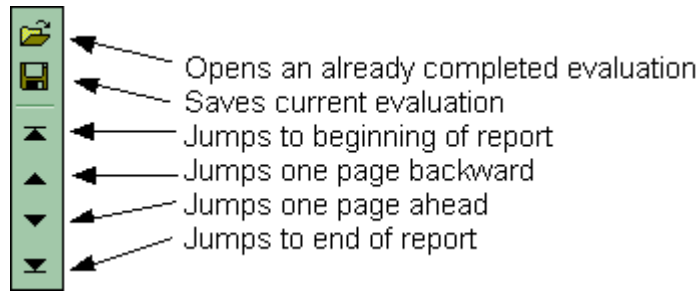 Opens an already completed evaluation
Saves current evaluation
Jumps to beginning of report
Jumps one page backward
Jumps one page ahead
Jumps to end of report